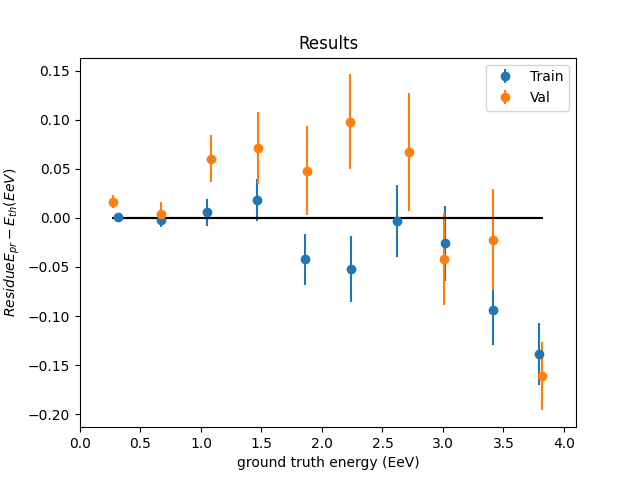 Results
0.15
0.10
0.05
0.00
−0.05
−0.10
−0.15
−0.20
ResidueE_{pr} − E_{th}(EeV)
Train
Val
0.0 0.5 1.0 1.5 2.0 2.5 3.0 3.5 4.0
ground truth energy (EeV)